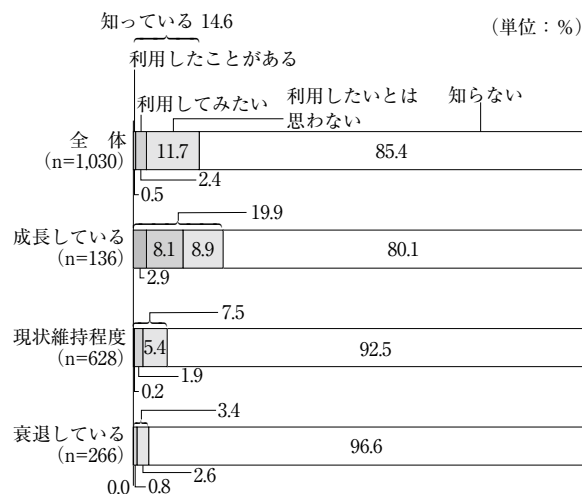 知っている 14.6
(単位：%)
利用したことがある
利用してみたい
利用したいとは
思わない
知らない
全 体
(n=1,030)
11.7
85.4
0.5
2.4
19.9
成長している
(n=136)
8.1
8.9
80.1
2.9
7.5
現状維持程度
(n=628)
5.4
92.5
0.2
1.9
3.4
衰退している
(n=266)
96.6
0.0
0.8
2.6